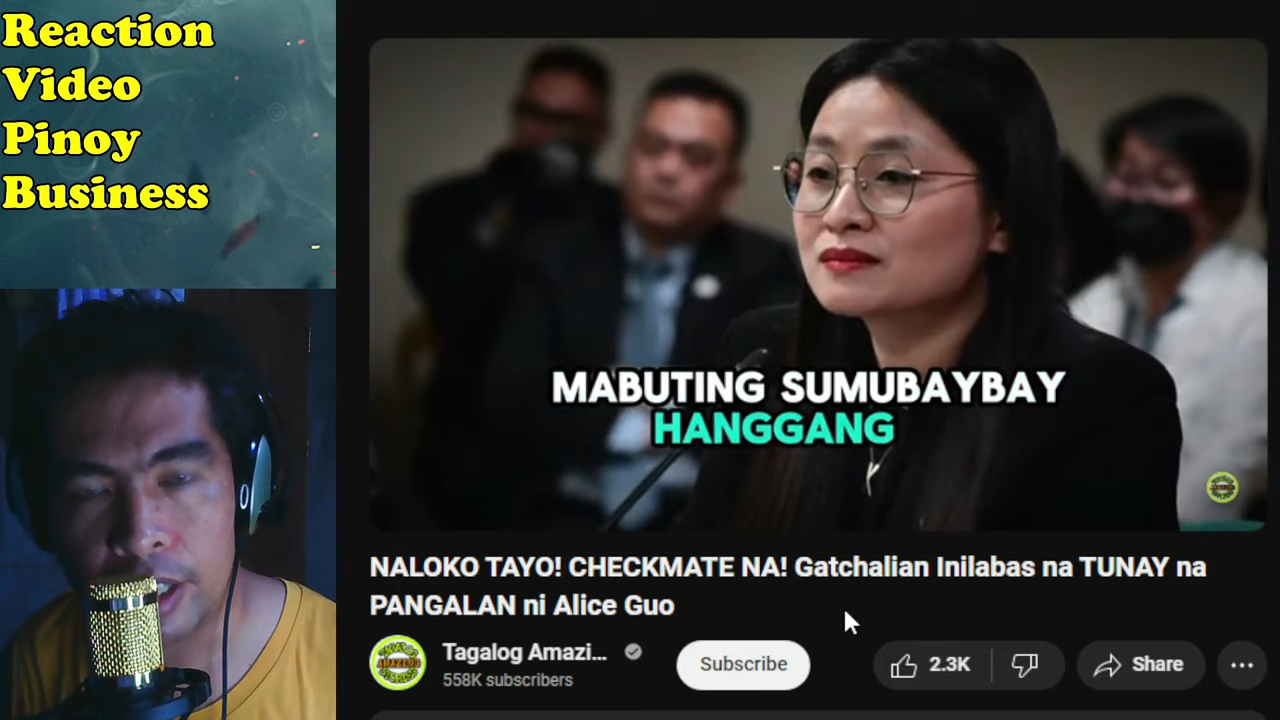 Reaction
Video
Pinoy
Business
MABUTING SUMUBAYBAY
HANGGANG
NALOKO TAYO! CHECKMATE NA! Gatchalian Inilabas na TUNAY na
PANGALAN ni Alice Guo
Tagalog Amazi...
558K subscribers
Subscribe
2.3K
Share